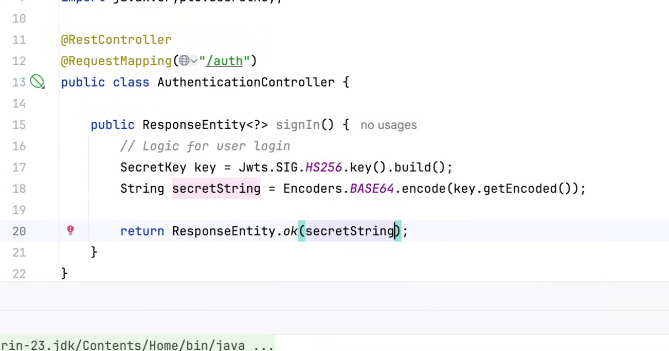 10
11 @RestController
12 @RequestMapping("/auth")
13 public class AuthenticationController {
14
15 public ResponseEntity<?> signIn() { no usages
16 // Logic for user login
17 SecretKey key = Jwts.SIG.HS256.key().build();
18 String secretString = Encoders.BASE64.encode(key.getEncoded());
19
20 return ResponseEntity.ok(secretString);
21 }
22 }
rin-23.jdk/Contents/Home/bin/java ...